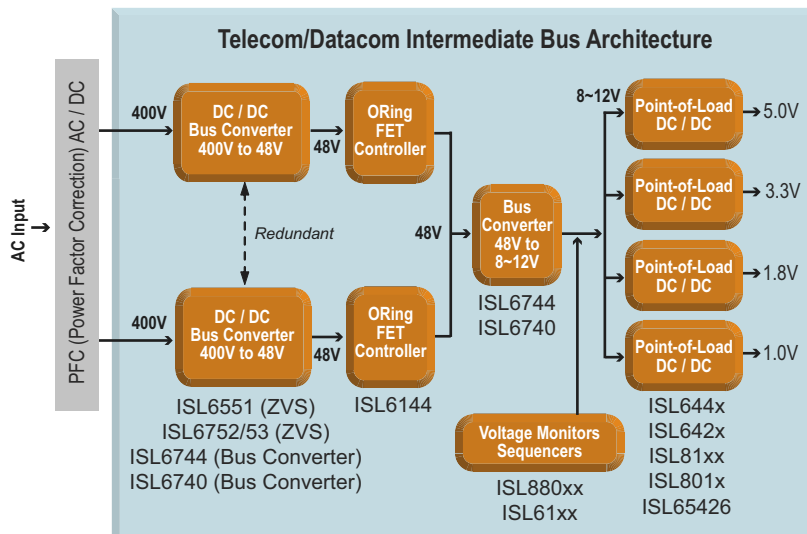 Telecom/Datacom Intermediate Bus Architecture
AC Input
PFC (Power Factor Correction) AC / DC
400V
DC / DC
Bus Converter
400V to 48V
48V
ORing
FET
Controller
Redundant
400V
DC / DC
Bus Converter
400V to 48V
48V
ORing
FET
Controller
ISL6551 (ZVS)
ISL6752/53 (ZVS)
ISL6744 (Bus Converter)
ISL6740 (Bus Converter)
ISL6144
48V
Bus
Converter
48V to
8~12V
ISL6744
ISL6740
Voltage Monitors
Sequencers
ISL880xx
ISL61xx
8~12V
Point-of-Load
DC / DC
5.0V
Point-of-Load
DC / DC
3.3V
Point-of-Load
DC / DC
1.8V
Point-of-Load
DC / DC
1.0V
ISL644x
ISL642x
ISL81xx
ISL801x
ISL65426